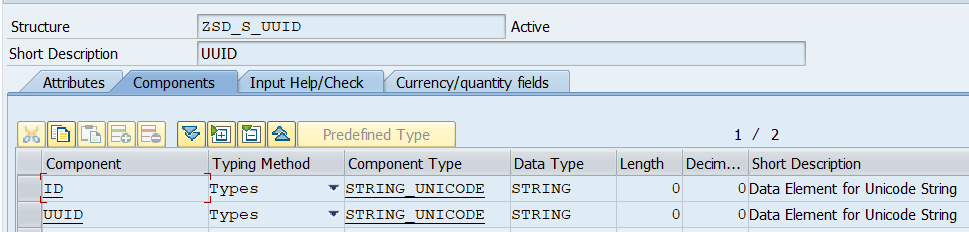 Structure ZSD_S_UUID Active
Short Description UUID
Attributes Components Input Help/Check Currency/quantity fields
Predefined Type 1 / 2
Component Typing Method Component Type Data Type Length Decim... Short Description
ID Types STRING_UNICODE STRING 0 0 Data Element for Unicode String
UUID Types STRING_UNICODE STRING 0 0 Data Element for Unicode String